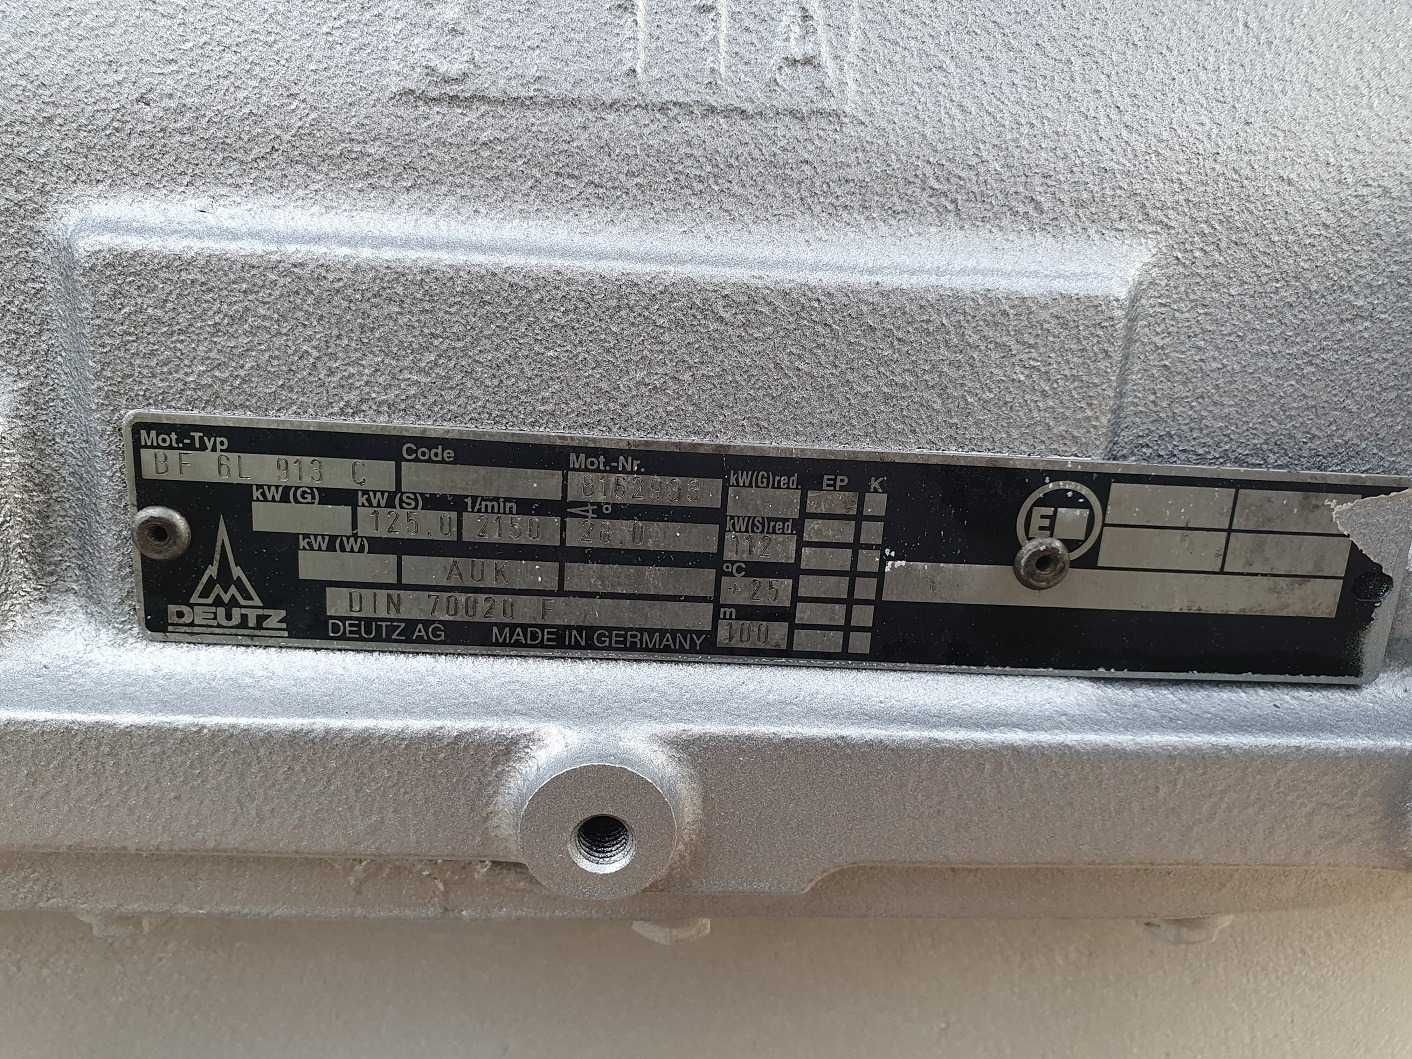 Mot.-Typ Code Mot.-Nr. kW(G)red. EP K
BF 6L 913 C
kW (G) kW (S) 1/min °
125.0 2150 28.0
kW(S)red.
112
kW (W)
AUK
°C
25
DIN 70020 F
m
100
DEUTZ
DEUTZ AG MADE IN GERMANY
E